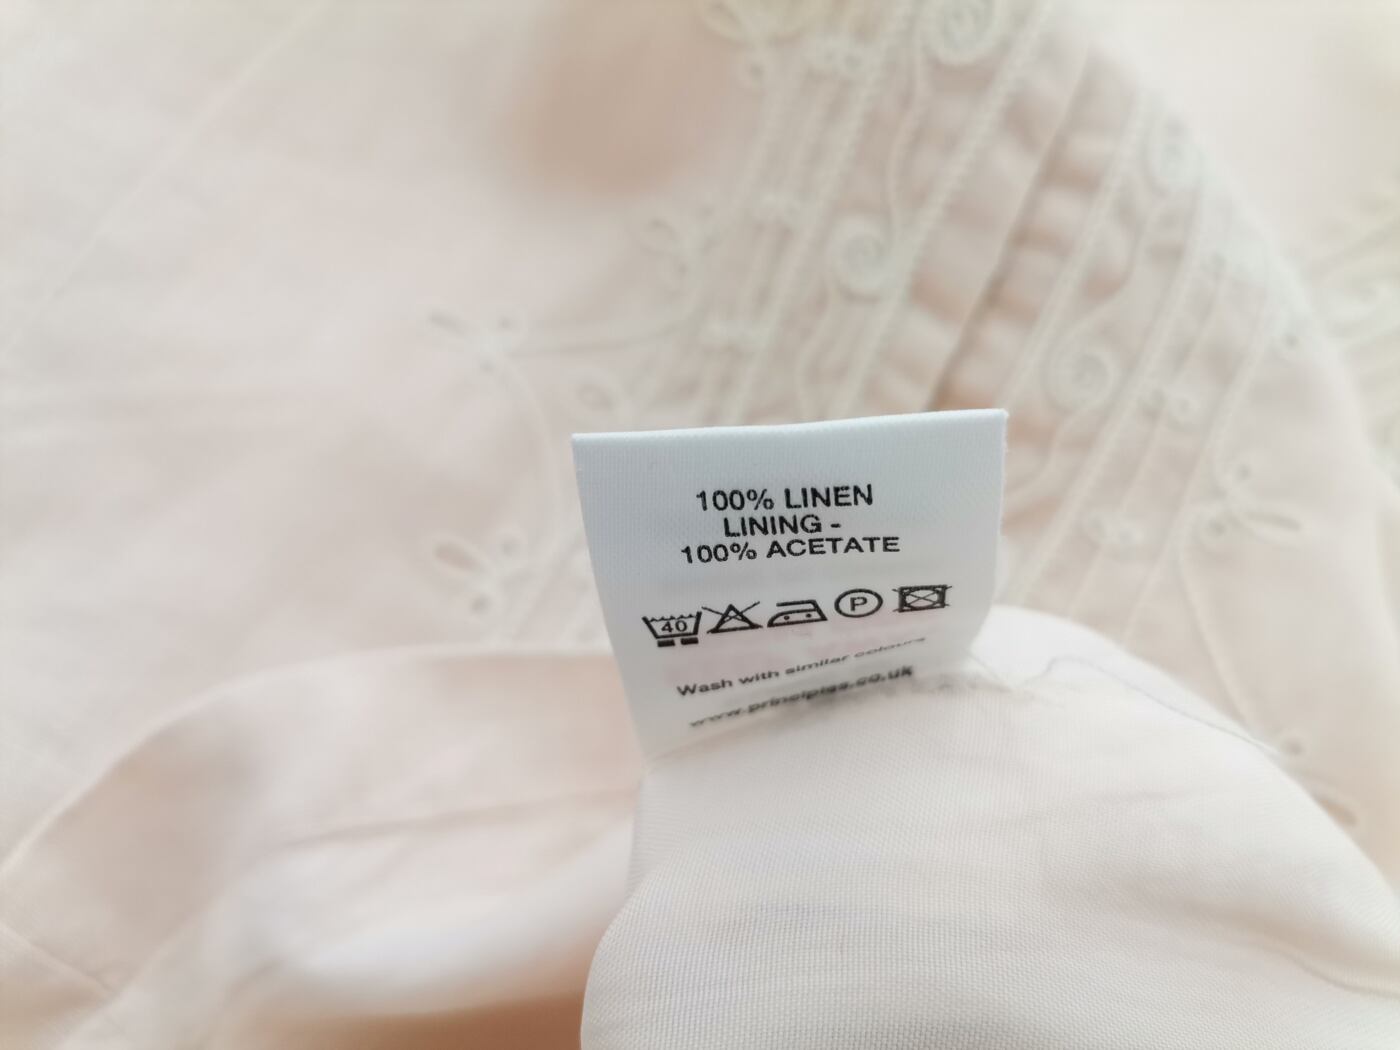 100% LINEN
LINING -
100% ACETATE
40 P
Wash with similar colours
www.principles.co.uk